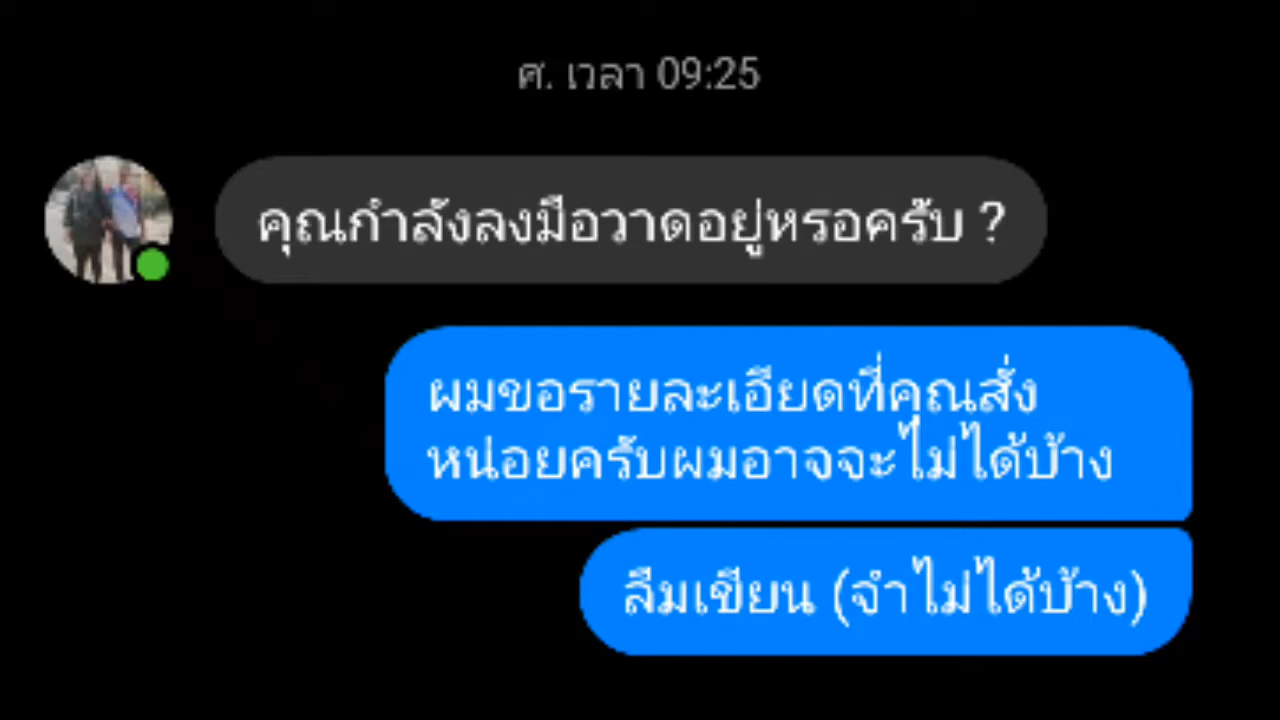 ศ. เวลา 09:25
คุณกำลังลงมือวาดอยู่หรอครับ ?
ผมขอรายละเอียดที่คุณสั่ง
หน่อยครับผมอาจจะไม่ได้บ้าง
ลืมเขียน (จำไม่ได้บ้าง)